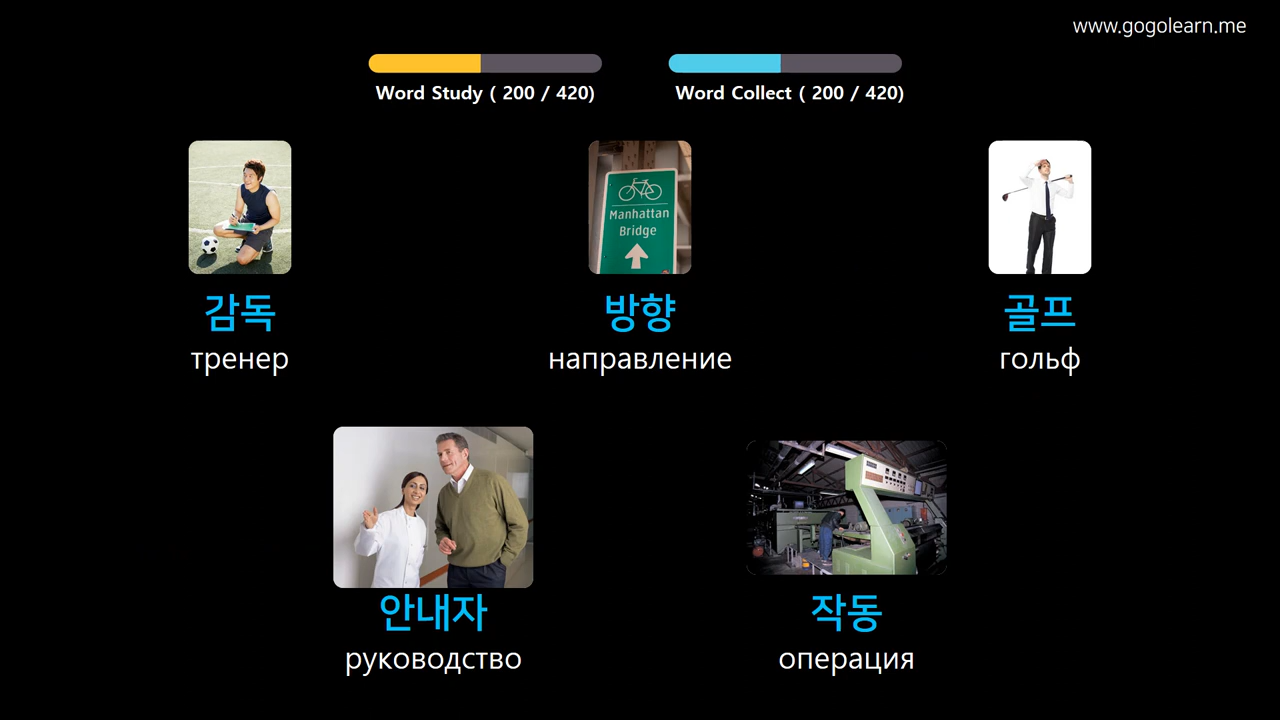 www.gogolearn.me
Word Study ( 200 / 420)
Word Collect ( 200 / 420)
Manhattan
Bridge
감독
방향
골프
тренер
направление
гольф
안내자
작동
руководство
операция